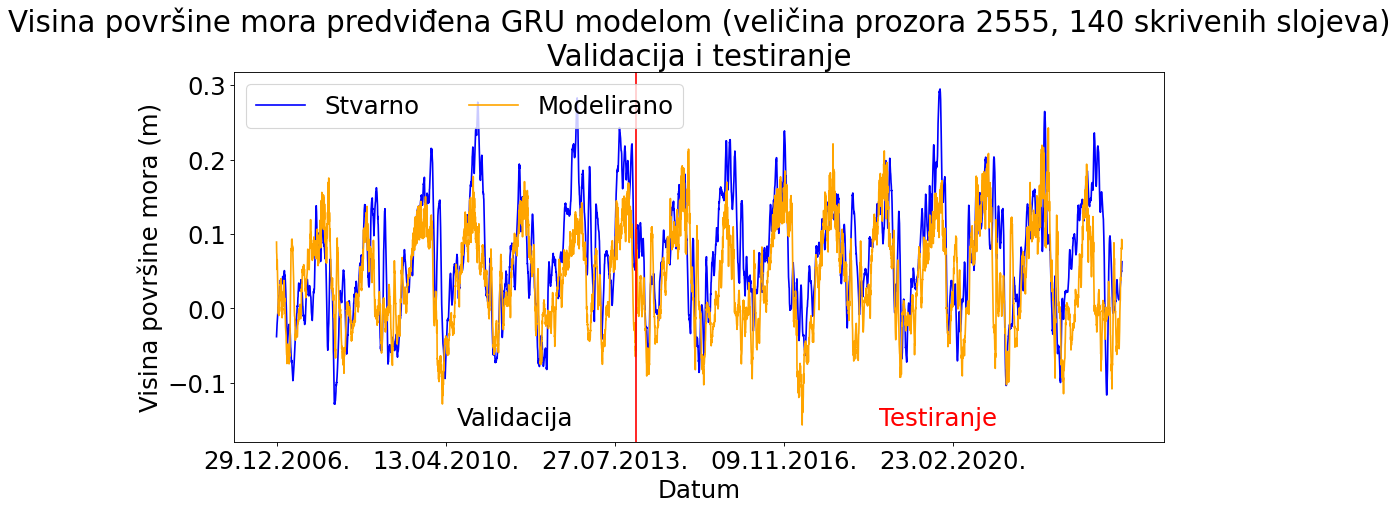 Visina površine mora predviđena GRU modelom (veličina prozora 2555, 140 skrivenih slojeva)
Validacija i testiranje
Stvarno
Modelirano
Visina površine mora (m)
0.3
0.2
0.1
0.0
−0.1
Validacija
Testiranje
29.12.2006.
13.04.2010.
27.07.2013.
09.11.2016.
23.02.2020.
Datum